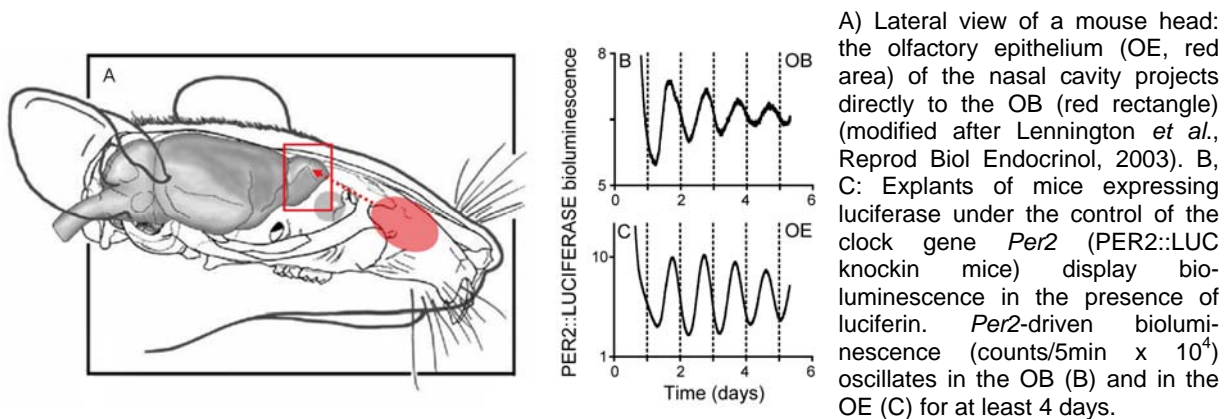 A
PER2::LUCIFERASE bioluminescence
8
B
OB
5
0
2
4
6
C
OE
10
1
0
2
4
6
Time (days)
A) Lateral view of a mouse head:
the olfactory epithelium (OE, red
area) of the nasal cavity projects
directly to the OB (red rectangle)
(modified after Lennington et al.,
Reprod Biol Endocrinol, 2003). B,
C: Explants of mice expressing
luciferase under the control of the
clock gene Per2 (PER2::LUC
knockin mice) display bio-
luminescence in the presence of
luciferin. Per2-driven biolumi-
nescence (counts/5min x 10⁴)
oscillates in the OB (B) and in the
OE (C) for at least 4 days.